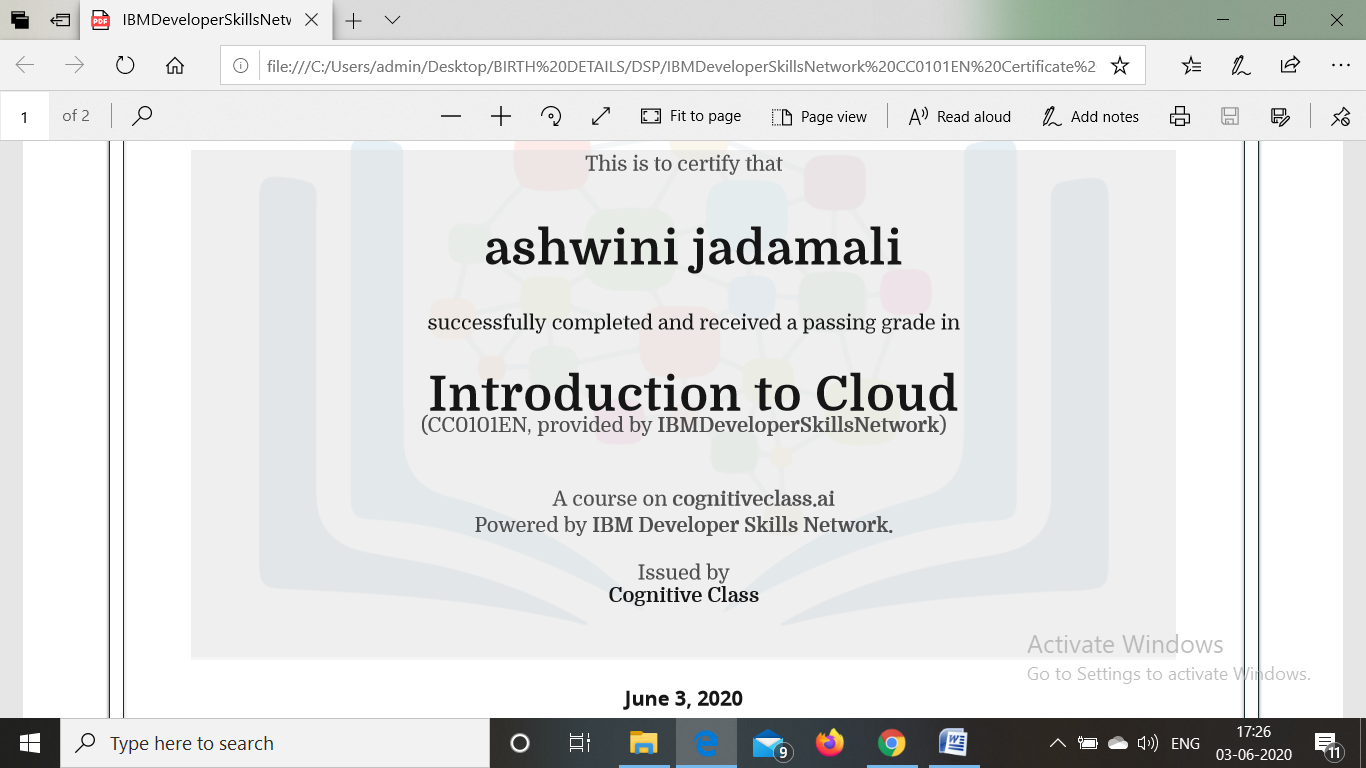 IBMDeveloperSkillsNetw
file:///C:/Users/admin/Desktop/BIRTH%20DETAILS/DSP/IBMDeveloperSkillsNetwork%20CC0101EN%20Certificate%2
1 of 2 Fit to page Page view Read aloud Add notes
This is to certify that
ashwini jadamali
successfully completed and received a passing grade in
Introduction to Cloud
(CC0101EN, provided by IBMDeveloperSkillsNetwork)
A course on cognitiveclass.ai
Powered by IBM Developer Skills Network.
Issued by
Cognitive Class
Activate Windows
Go to Settings to activate Windows.
June 3, 2020
Type here to search
9
ENG
17:26
03-06-2020
11